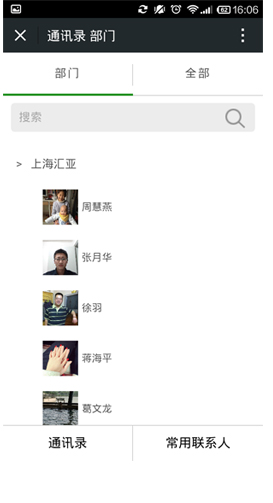 62 16:06
通讯录 部门
部门 全部
搜索
> 上海汇亚
周慧燕
张月华
徐羽
蒋海平
葛文龙
通讯录 常用联系人